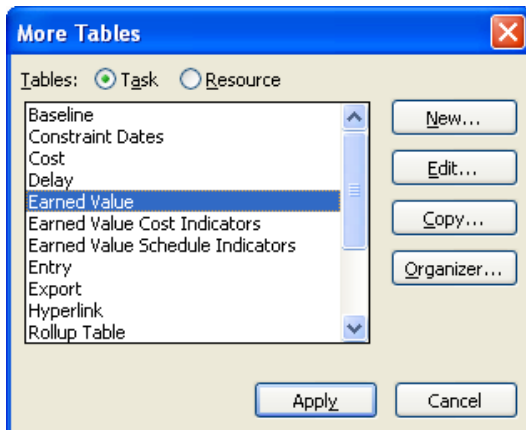 More Tables
Tables: Task Resource
Baseline
Constraint Dates
Cost
Delay
Earned Value
Earned Value Cost Indicators
Earned Value Schedule Indicators
Entry
Export
Hyperlink
Rollup Table
New...
Edit...
Copy...
Organizer...
Apply Cancel